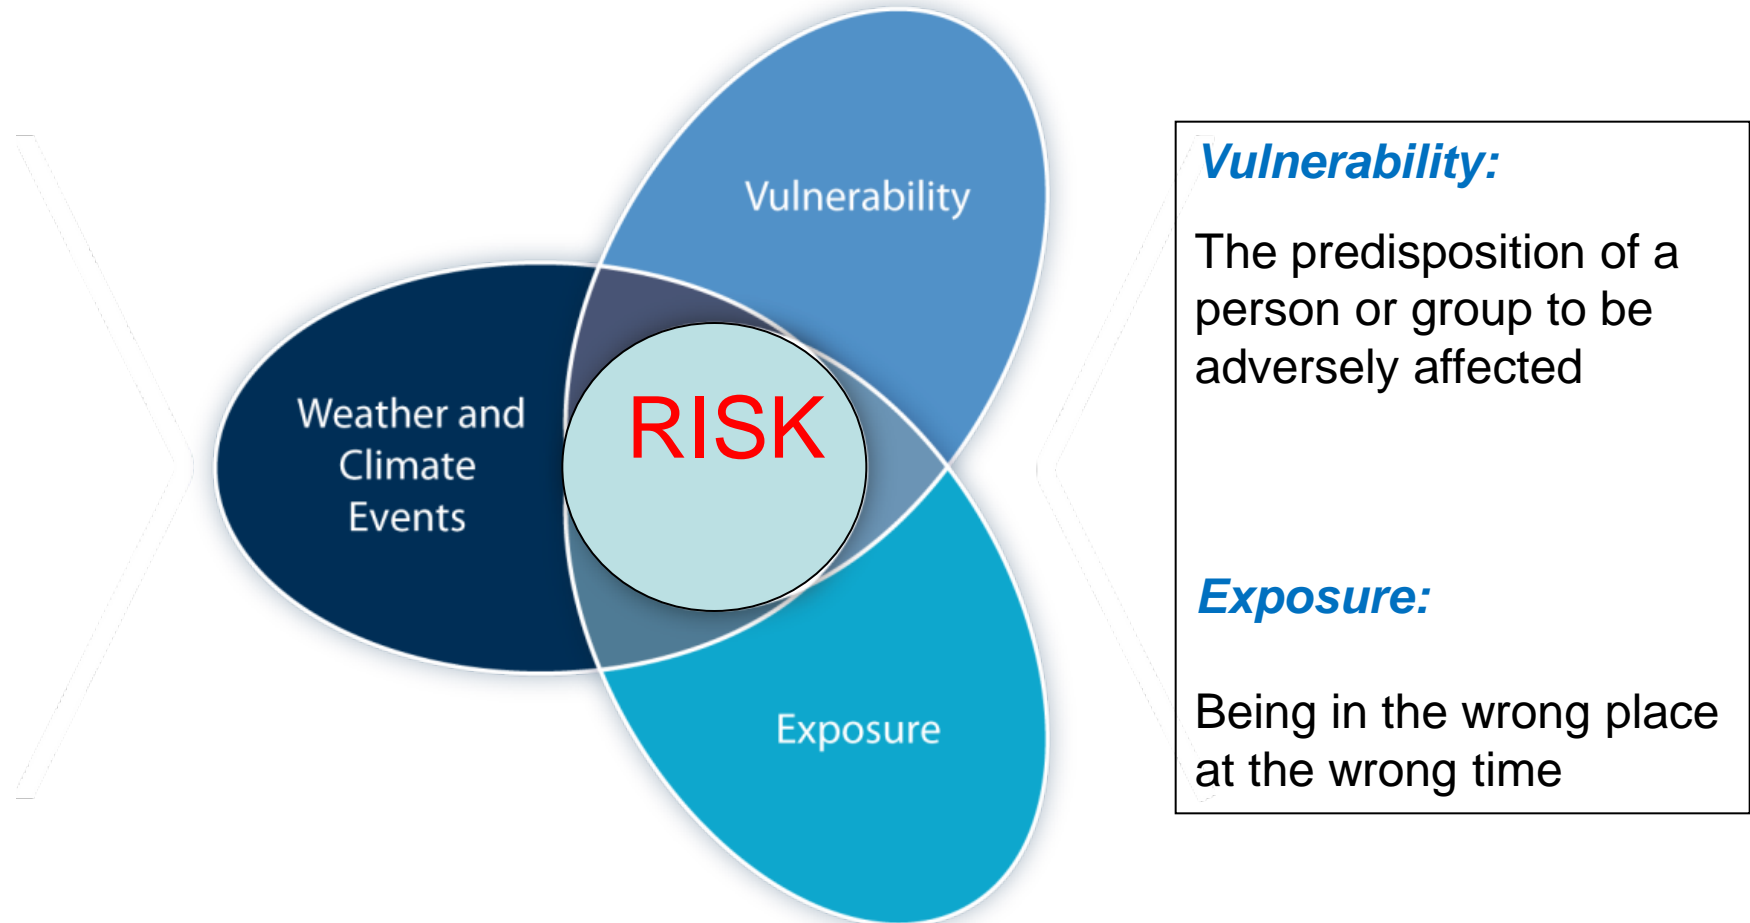 Vulnerability
Weather and
Climate
Events
RISK
Exposure
Vulnerability:
The predisposition of a
person or group to be
adversely affected
Exposure:
Being in the wrong place
at the wrong time